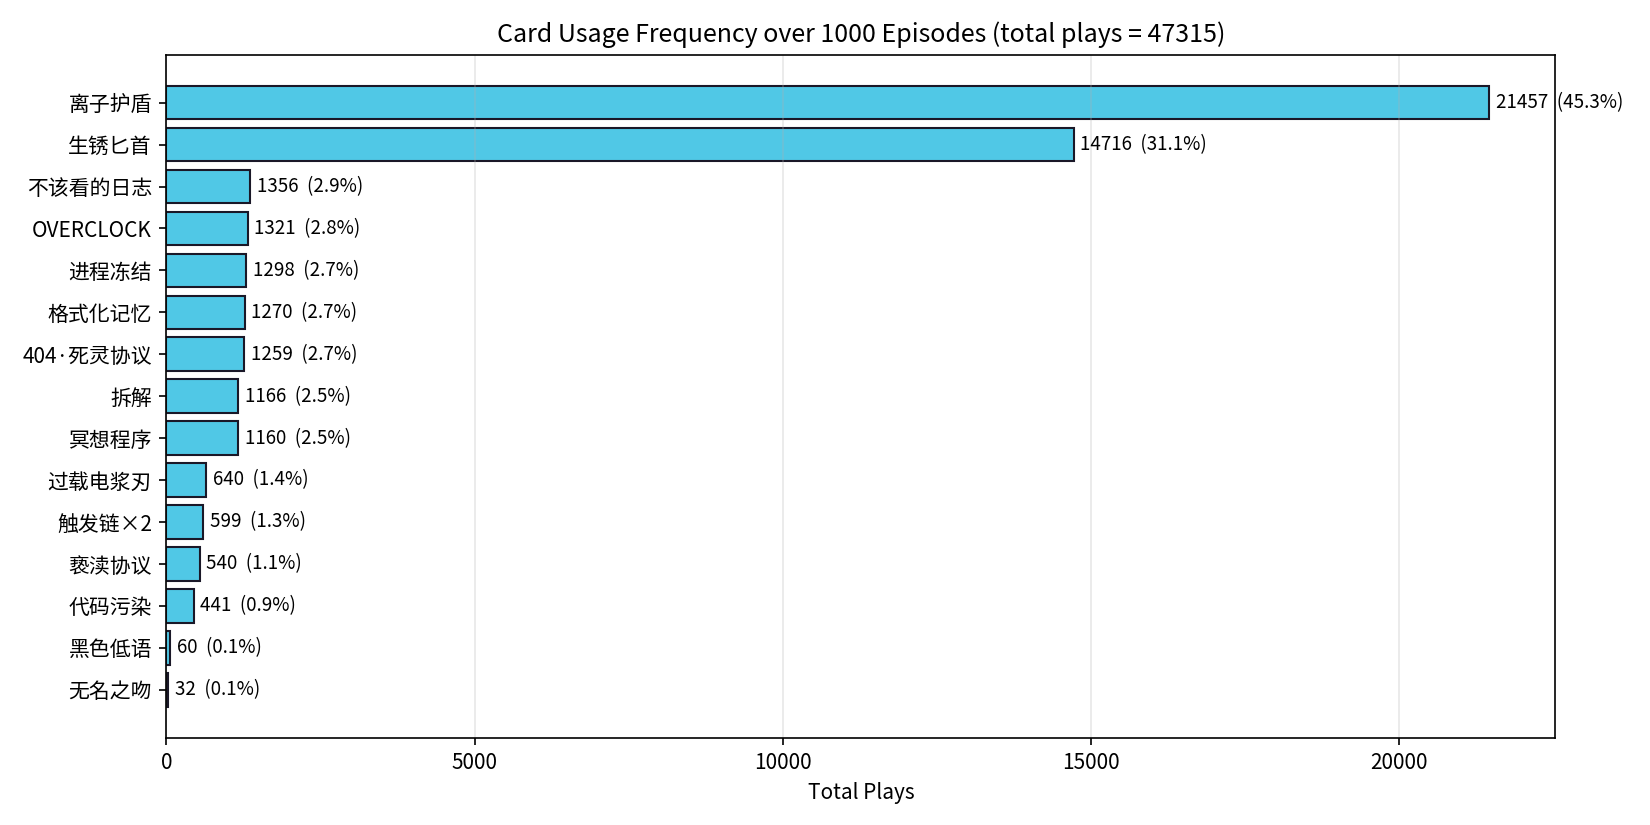 Card Usage Frequency over 1000 Episodes (total plays = 47315)
离子护盾 21457 (45.3%)
生锈匕首 14716 (31.1%)
不该看的日志 1356 (2.9%)
OVERCLOCK 1321 (2.8%)
进程冻结 1298 (2.7%)
格式化记忆 1270 (2.7%)
404·死灵协议 1259 (2.7%)
拆解 1166 (2.5%)
冥想程序 1160 (2.5%)
过载电浆刃 640 (1.4%)
触发链×2 599 (1.3%)
亵渎协议 540 (1.1%)
代码污染 441 (0.9%)
黑色低语 60 (0.1%)
无名之吻 32 (0.1%)
0 5000 10000 15000 20000
Total Plays